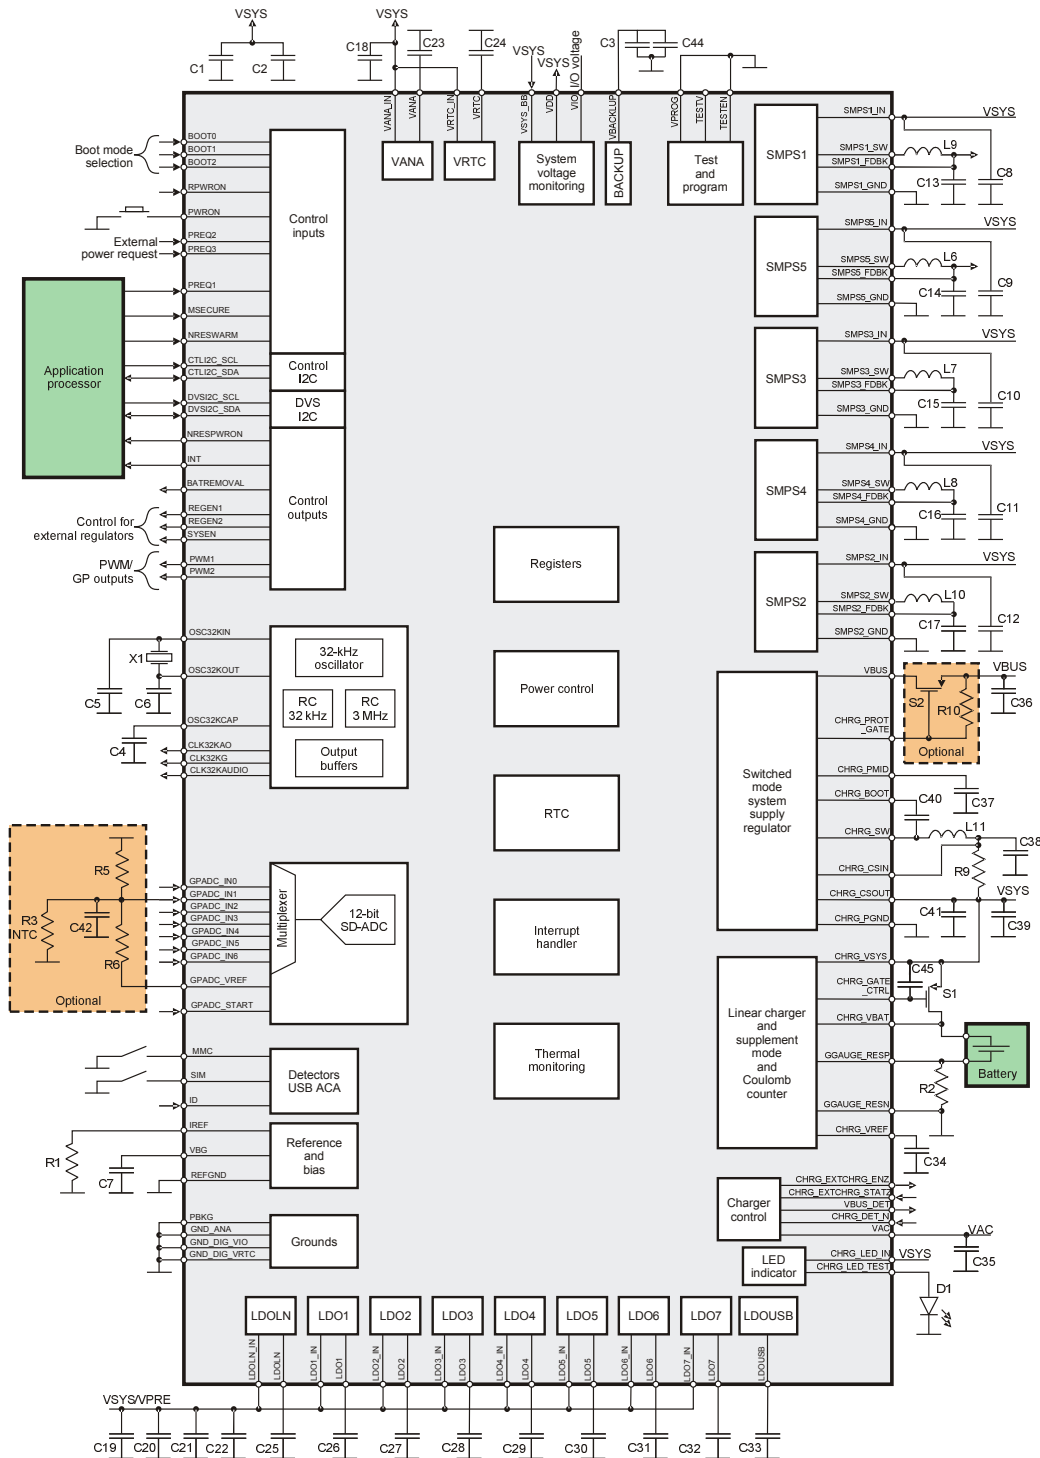 VSYS
C1
C2
VSYS
C18
C23
C24
VSYS
VSYS
I/O voltage
C3
C44
VANA_IN
VANA
VRTC_IN
VRTC
VSYS_BB
VDD
VIO
VBACKUP
VPROG
TESTV
TESTEN
VANA
VRTC
System
voltage
monitoring
BACKUP
Test
and
program
Boot mode
selection
BOOT0
BOOT1
BOOT2
RPWRON
PWRON
External
power request
PREQ2
PREQ3
Control
inputs
Application
processor
PREQ1
MSECURE
NRESWARM
CTLI2C_SCL
CTLI2C_SDA
Control
I2C
DVSI2C_SCL
DVSI2C_SDA
DVS
I2C
NRESPWRON
INT
BATREMOVAL
Control for
external regulators
REGEN1
REGEN2
SYSEN
PWM/
GP outputs
PWM1
PWM2
Control
outputs
SMPS1
SMPS1_IN
VSYS
SMPS1_SW
L9
SMPS1_FDBK
C13
C8
SMPS1_GND
SMPS5
SMPS5_IN
VSYS
SMPS5_SW
L6
SMPS5_FDBK
C14
C9
SMPS5_GND
SMPS3
SMPS3_IN
VSYS
SMPS3_SW
L7
SMPS3_FDBK
C15
C10
SMPS3_GND
SMPS4
SMPS4_IN
VSYS
SMPS4_SW
L8
SMPS4_FDBK
C16
C11
SMPS4_GND
SMPS2
SMPS2_IN
VSYS
SMPS2_SW
L10
SMPS2_FDBK
C17
C12
SMPS2_GND
Registers
Power control
RTC
Interrupt
handler
Thermal
monitoring
OSC32KIN
X1
OSC32KOUT
C5
C6
OSC32KCAP
C4
CLK32KAO
CLK32KG
CLK32KAUDIO
32-kHz
oscillator
RC
32 kHz
RC
3 MHz
Output
buffers
R5
R3
NTC
C42
R6
Optional
GPADC_IN0
GPADC_IN1
GPADC_IN2
GPADC_IN3
GPADC_IN4
GPADC_IN5
GPADC_IN6
GPADC_VREF
GPADC_START
Multiplexer
12-bit
SD-ADC
MMC
SIM
ID
Detectors
USB ACA
IREF
VBG
REFGND
R1
C7
Reference
and
bias
PBKG
GND_ANA
GND_DIG_VIO
GND_DIG_VRTC
Grounds
Switched
mode
system
supply
regulator
VBUS
VBUS
S2
R10
C36
CHRG_PROT
_GATE
Optional
CHRG_PMID
C37
CHRG_BOOT
C40
CHRG_SW
L11
C38
CHRG_CSIN
R9
CHRG_CSOUT
VSYS
C41
C39
CHRG_PGND
Linear charger
and
supplement
mode
and
Coulomb
counter
CHRG_VSYS
C45
CHRG_GATE
_CTRL
S1
CHRG_VBAT
GGAUGE_RESP
Battery
R2
GGAUGE_RESN
CHRG_VREF
C34
Charger
control
CHRG_EXTCHRG_ENZ
CHRG_EXTCHRG_STATZ
VBUS_DET
CHRG_DET_N
VAC
VAC
C35
LED
indicator
CHRG_LED_IN
VSYS
CHRG_LED_TEST
D1
LDOLN
LDO1
LDO2
LDO3
LDO4
LDO5
LDO6
LDO7
LDOUSB
LDOLN_IN
LDOLN
LDO1_IN
LDO1
LDO2_IN
LDO2
LDO3_IN
LDO3
LDO4_IN
LDO4
LDO5_IN
LDO5
LDO6_IN
LDO6
LDO7_IN
LDO7
LDOUSB
VSYS/VPRE
C19
C20
C21
C22
C25
C26
C27
C28
C29
C30
C31
C32
C33